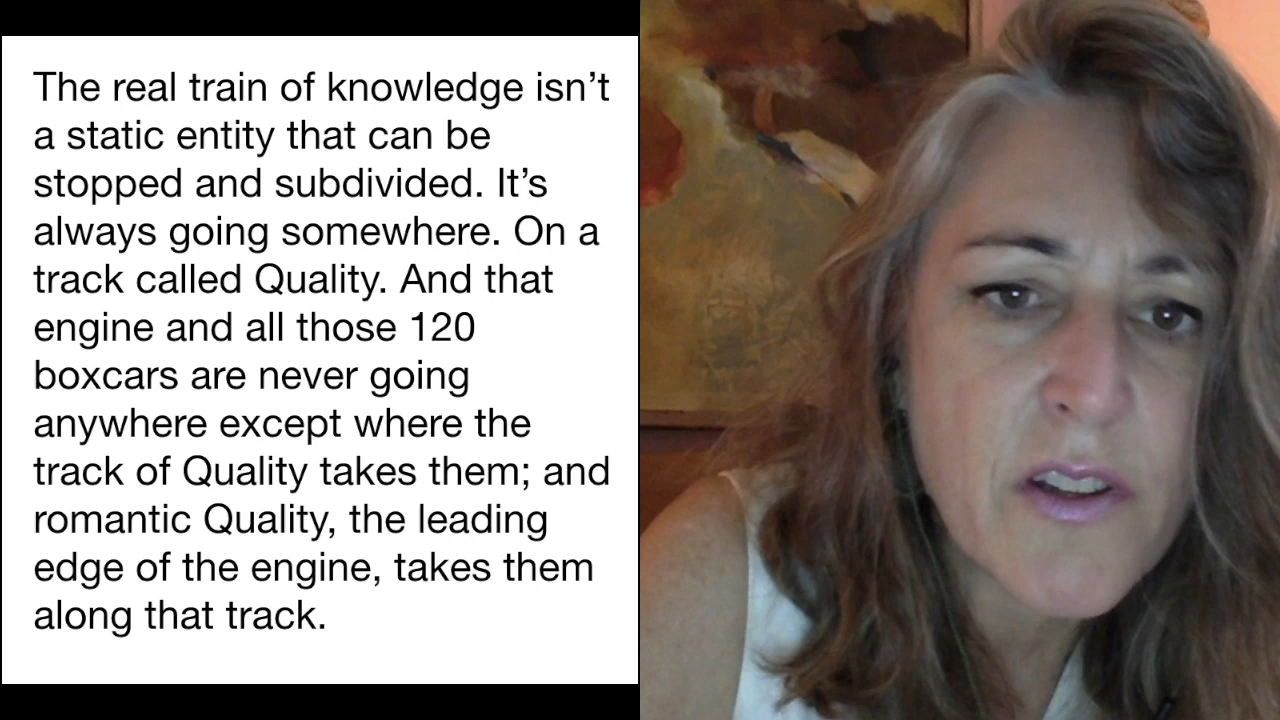 The real train of knowledge isn’t
a static entity that can be
stopped and subdivided. It’s
always going somewhere. On a
track called Quality. And that
engine and all those 120
boxcars are never going
anywhere except where the
track of Quality takes them; and
romantic Quality, the leading
edge of the engine, takes them
along that track.